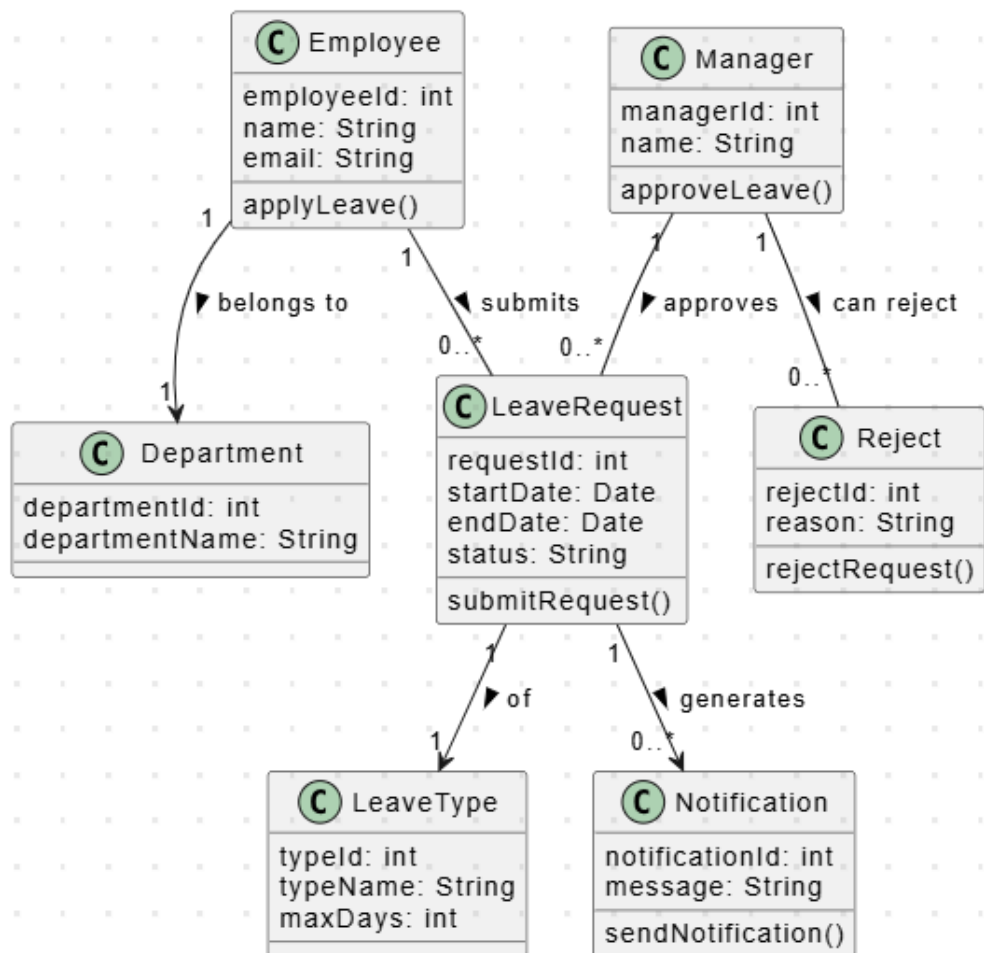 C Employee
employeeId: int
name: String
email: String
applyLeave()
C Manager
managerId: int
name: String
approveLeave()
1
1
1
1
belongs to
submits
approves
can reject
1
0..*
0..*
0..*
C Department
departmentId: int
departmentName: String
C LeaveRequest
requestId: int
startDate: Date
endDate: Date
status: String
submitRequest()
C Reject
rejectId: int
reason: String
rejectRequest()
1
1
of
generates
1
0..*
C LeaveType
typeId: int
typeName: String
maxDays: int
C Notification
notificationId: int
message: String
sendNotification()